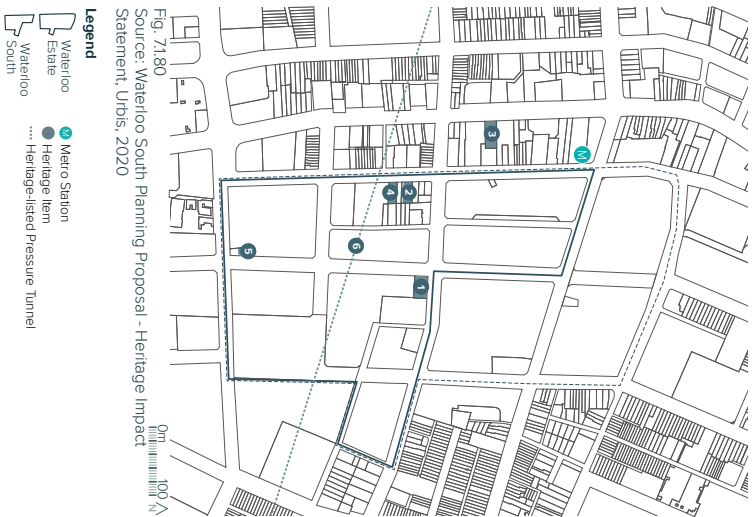 M
3
2
4
5
6
1
Fig. 7.1.80
Source: Waterloo South Planning Proposal - Heritage Impact
Statement, Urbis, 2020
0m
100
N
Legend
Waterloo
Estate
Waterloo
South
M Metro Station
Heritage Item
Heritage-listed Pressure Tunnel